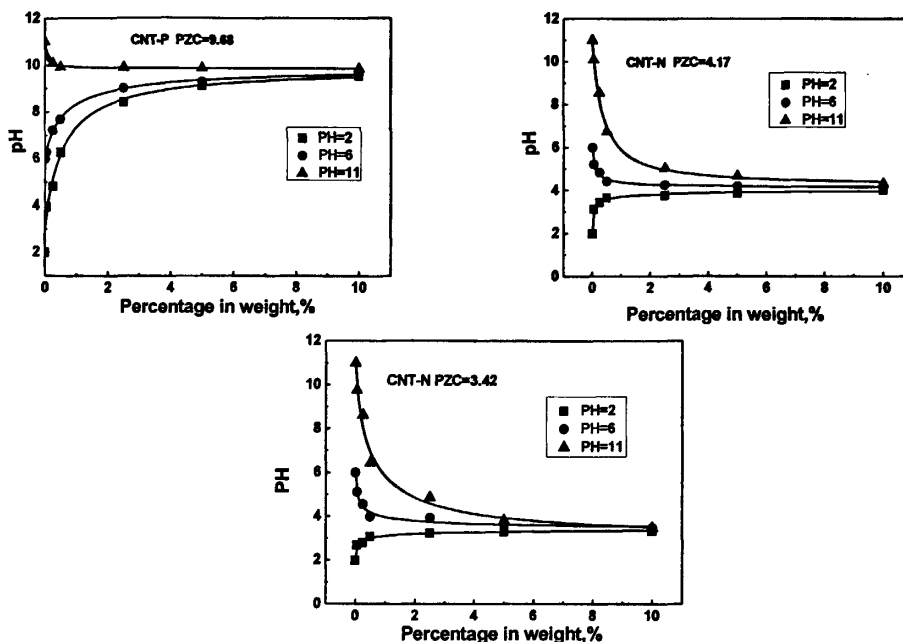 CNT-P PZC=9.68
pH
12
10
8
6
4
2
PH=2
PH=6
PH=11
0 2 4 6 8 10
Percentage in weight,%
CNT-N PZC=4.17
pH
12
10
8
6
4
2
0
PH=2
PH=6
PH=11
0 2 4 6 8 10
Percentage in weight,%
CNT-N PZC=3.42
PH
12
10
8
6
4
2
0
PH=2
PH=6
PH=11
0 2 4 6 8 10
Percentage in weight,%